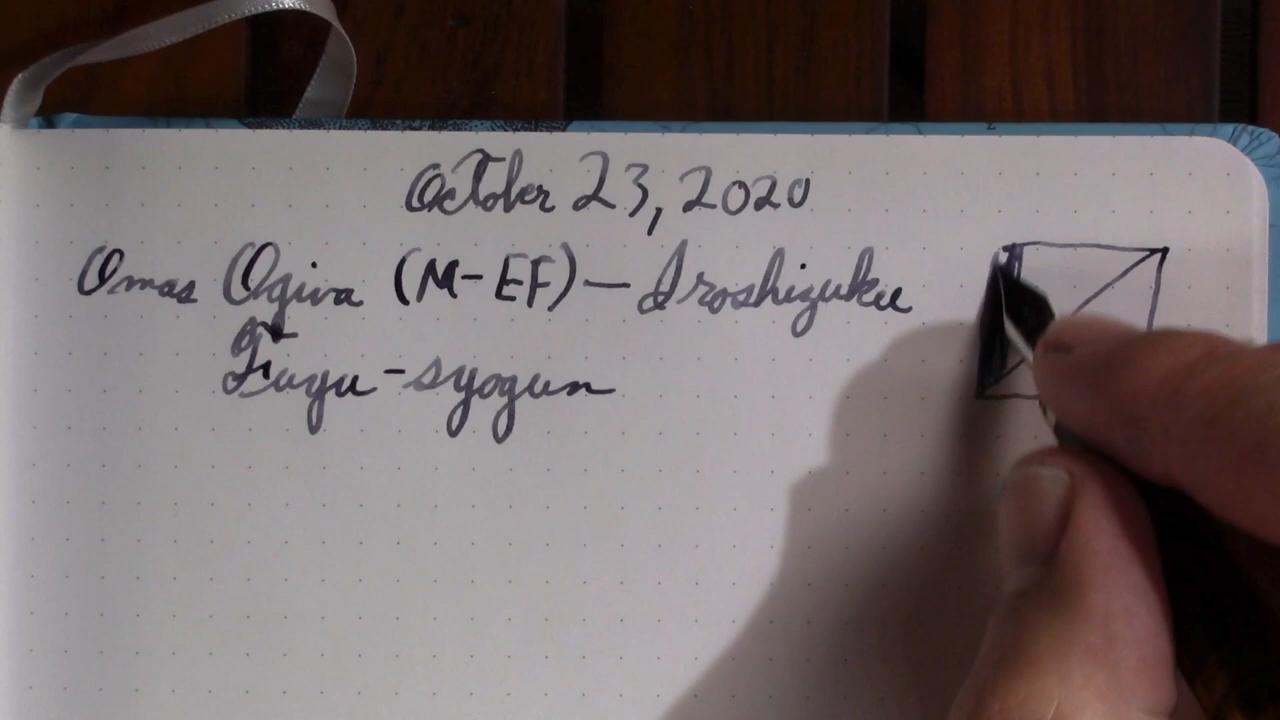 October 23, 2020
Omas Ogiva (M-EF) — Iroshizuku
Fuyu-syogun